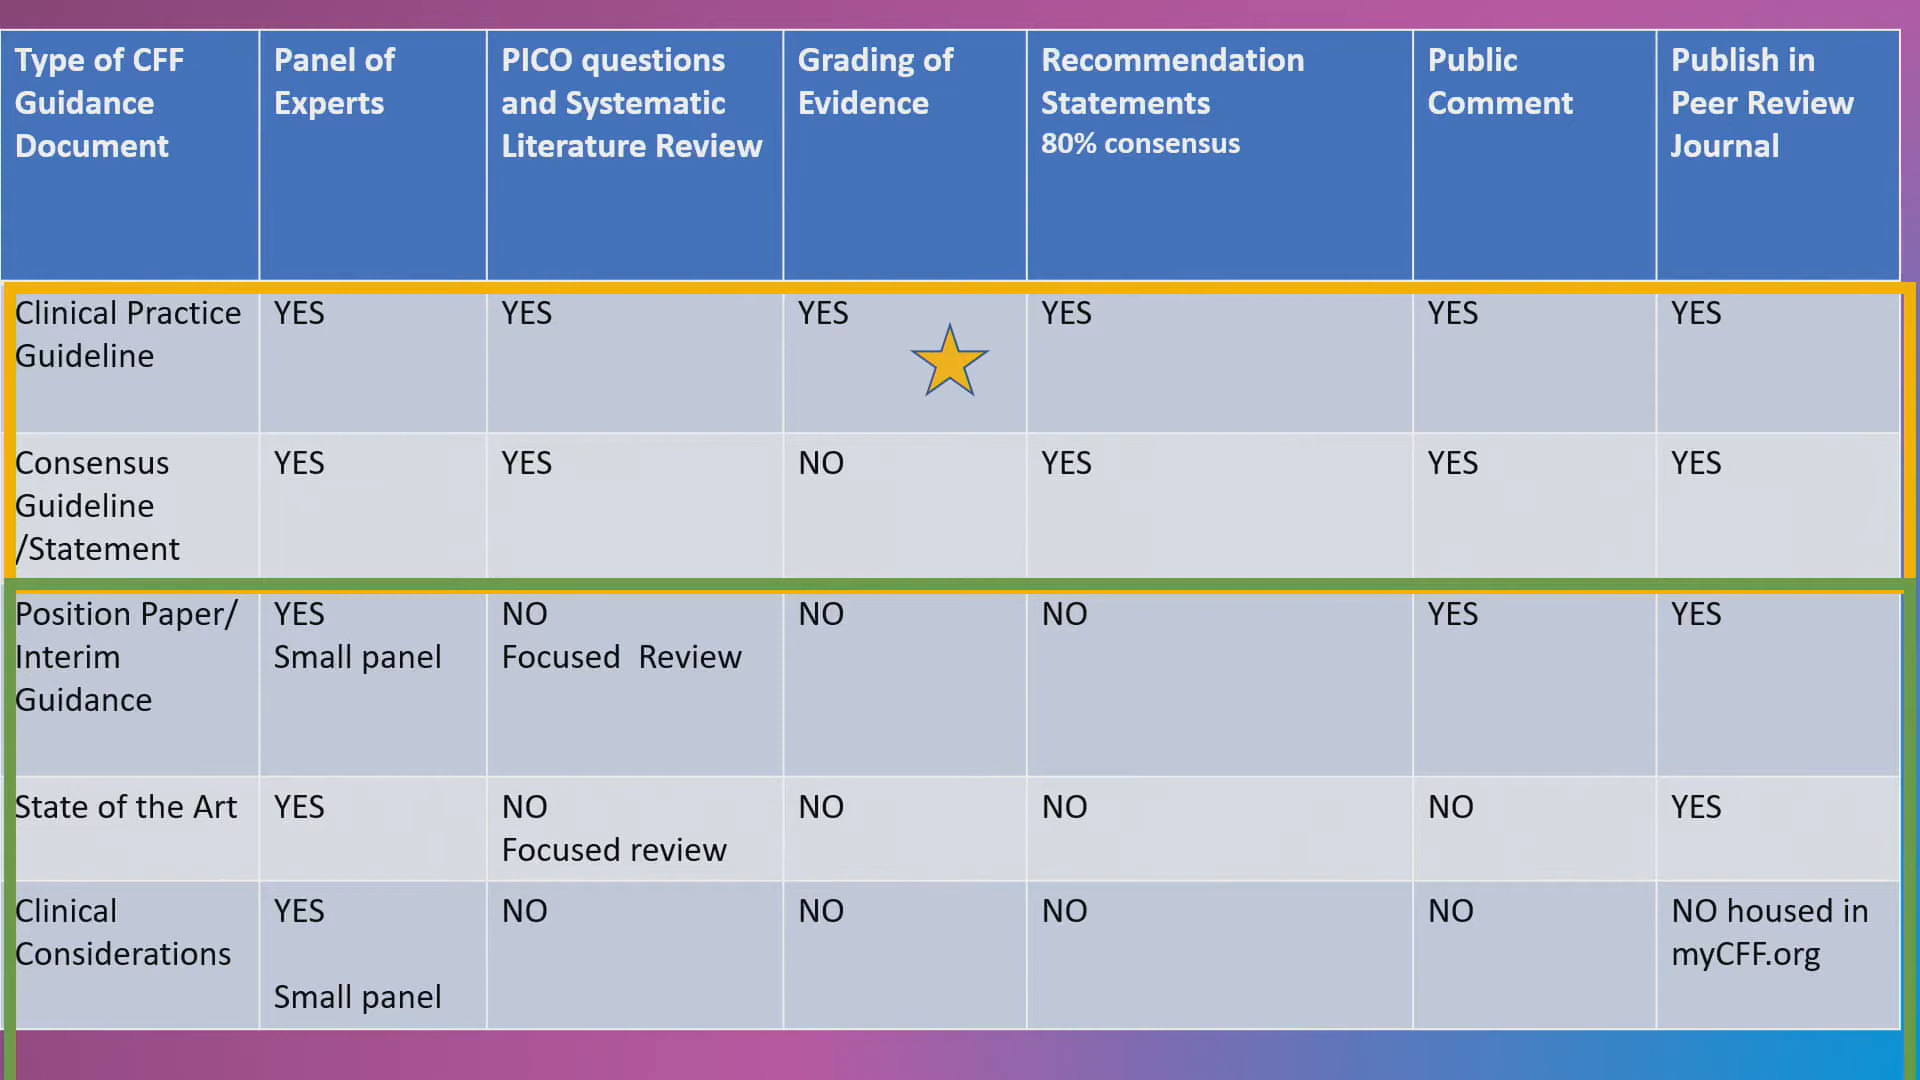 Type of CFF
Guidance
Document
Panel of
Experts
PICO questions
and Systematic
Literature Review
Grading of
Evidence
Recommendation
Statements
80% consensus
Public
Comment
Publish in
Peer Review
Journal
Clinical Practice
Guideline
YES
YES
YES
YES
YES
YES
Consensus
Guideline
/Statement
YES
YES
NO
YES
YES
YES
Position Paper/
Interim
Guidance
YES
Small panel
NO
Focused  Review
NO
NO
YES
YES
State of the Art
YES
NO
Focused review
NO
NO
NO
YES
Clinical
Considerations
YES
Small panel
NO
NO
NO
NO
NO housed in
myCFF.org